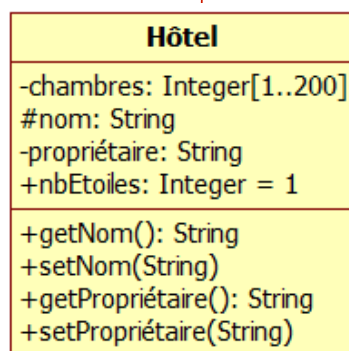 Hôtel
-chambres: Integer[1..200]
#nom: String
-propriétaire: String
+nbEtoiles: Integer = 1
+getNom(): String
+setNom(String)
+getPropriétaire(): String
+setPropriétaire(String)